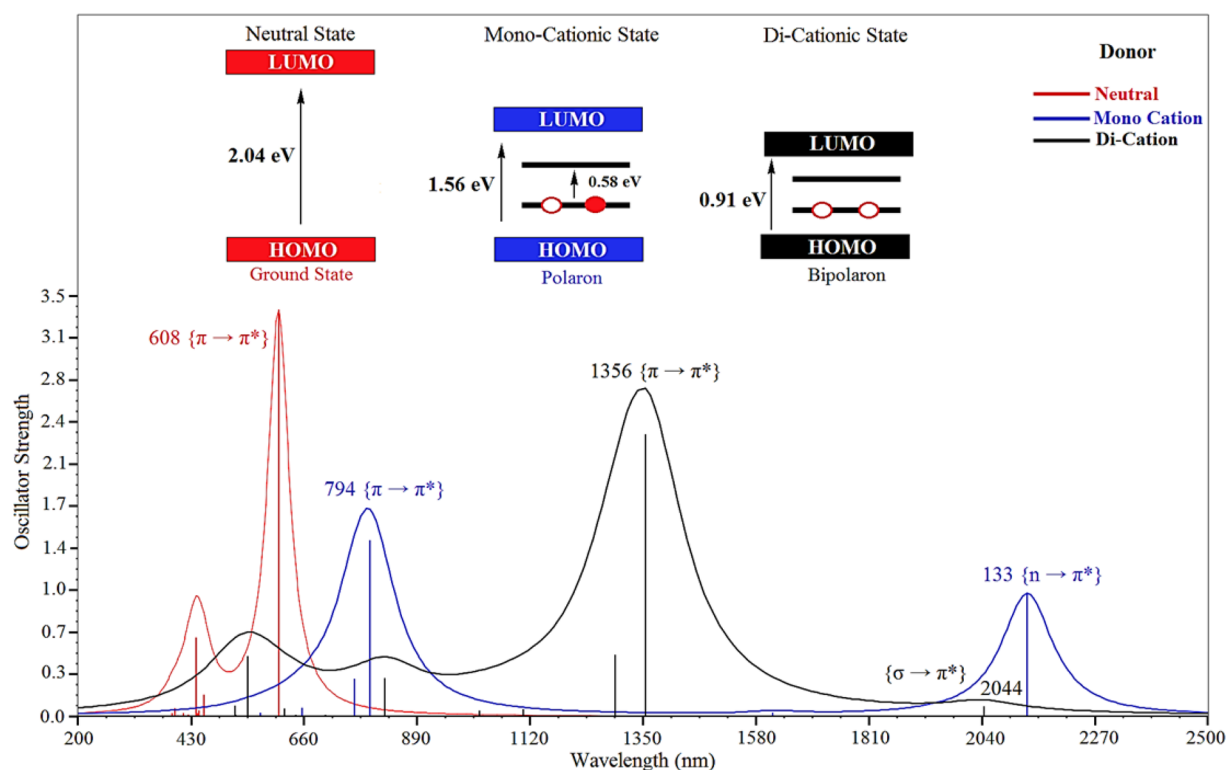 Neutral State
Mono-Cationic State
Di-Cationic State
Donor
LUMO
Neutral
Mono Cation
Di-Cation
LUMO
LUMO
2.04 eV
1.56 eV
0.58 eV
0.91 eV
HOMO
HOMO
HOMO
Ground State
Polaron
Bipolaron
3.5
3.1
2.8
2.4
2.1
1.7
1.4
1.0
0.7
0.3
0.0
Oscillator Strength
608 {π → π*}
794 {π → π*}
1356 {π → π*}
133 {n → π*}
{σ → π*}
2044
200 430 660 890 1120 1350 1580 1810 2040 2270 2500
Wavelength (nm)